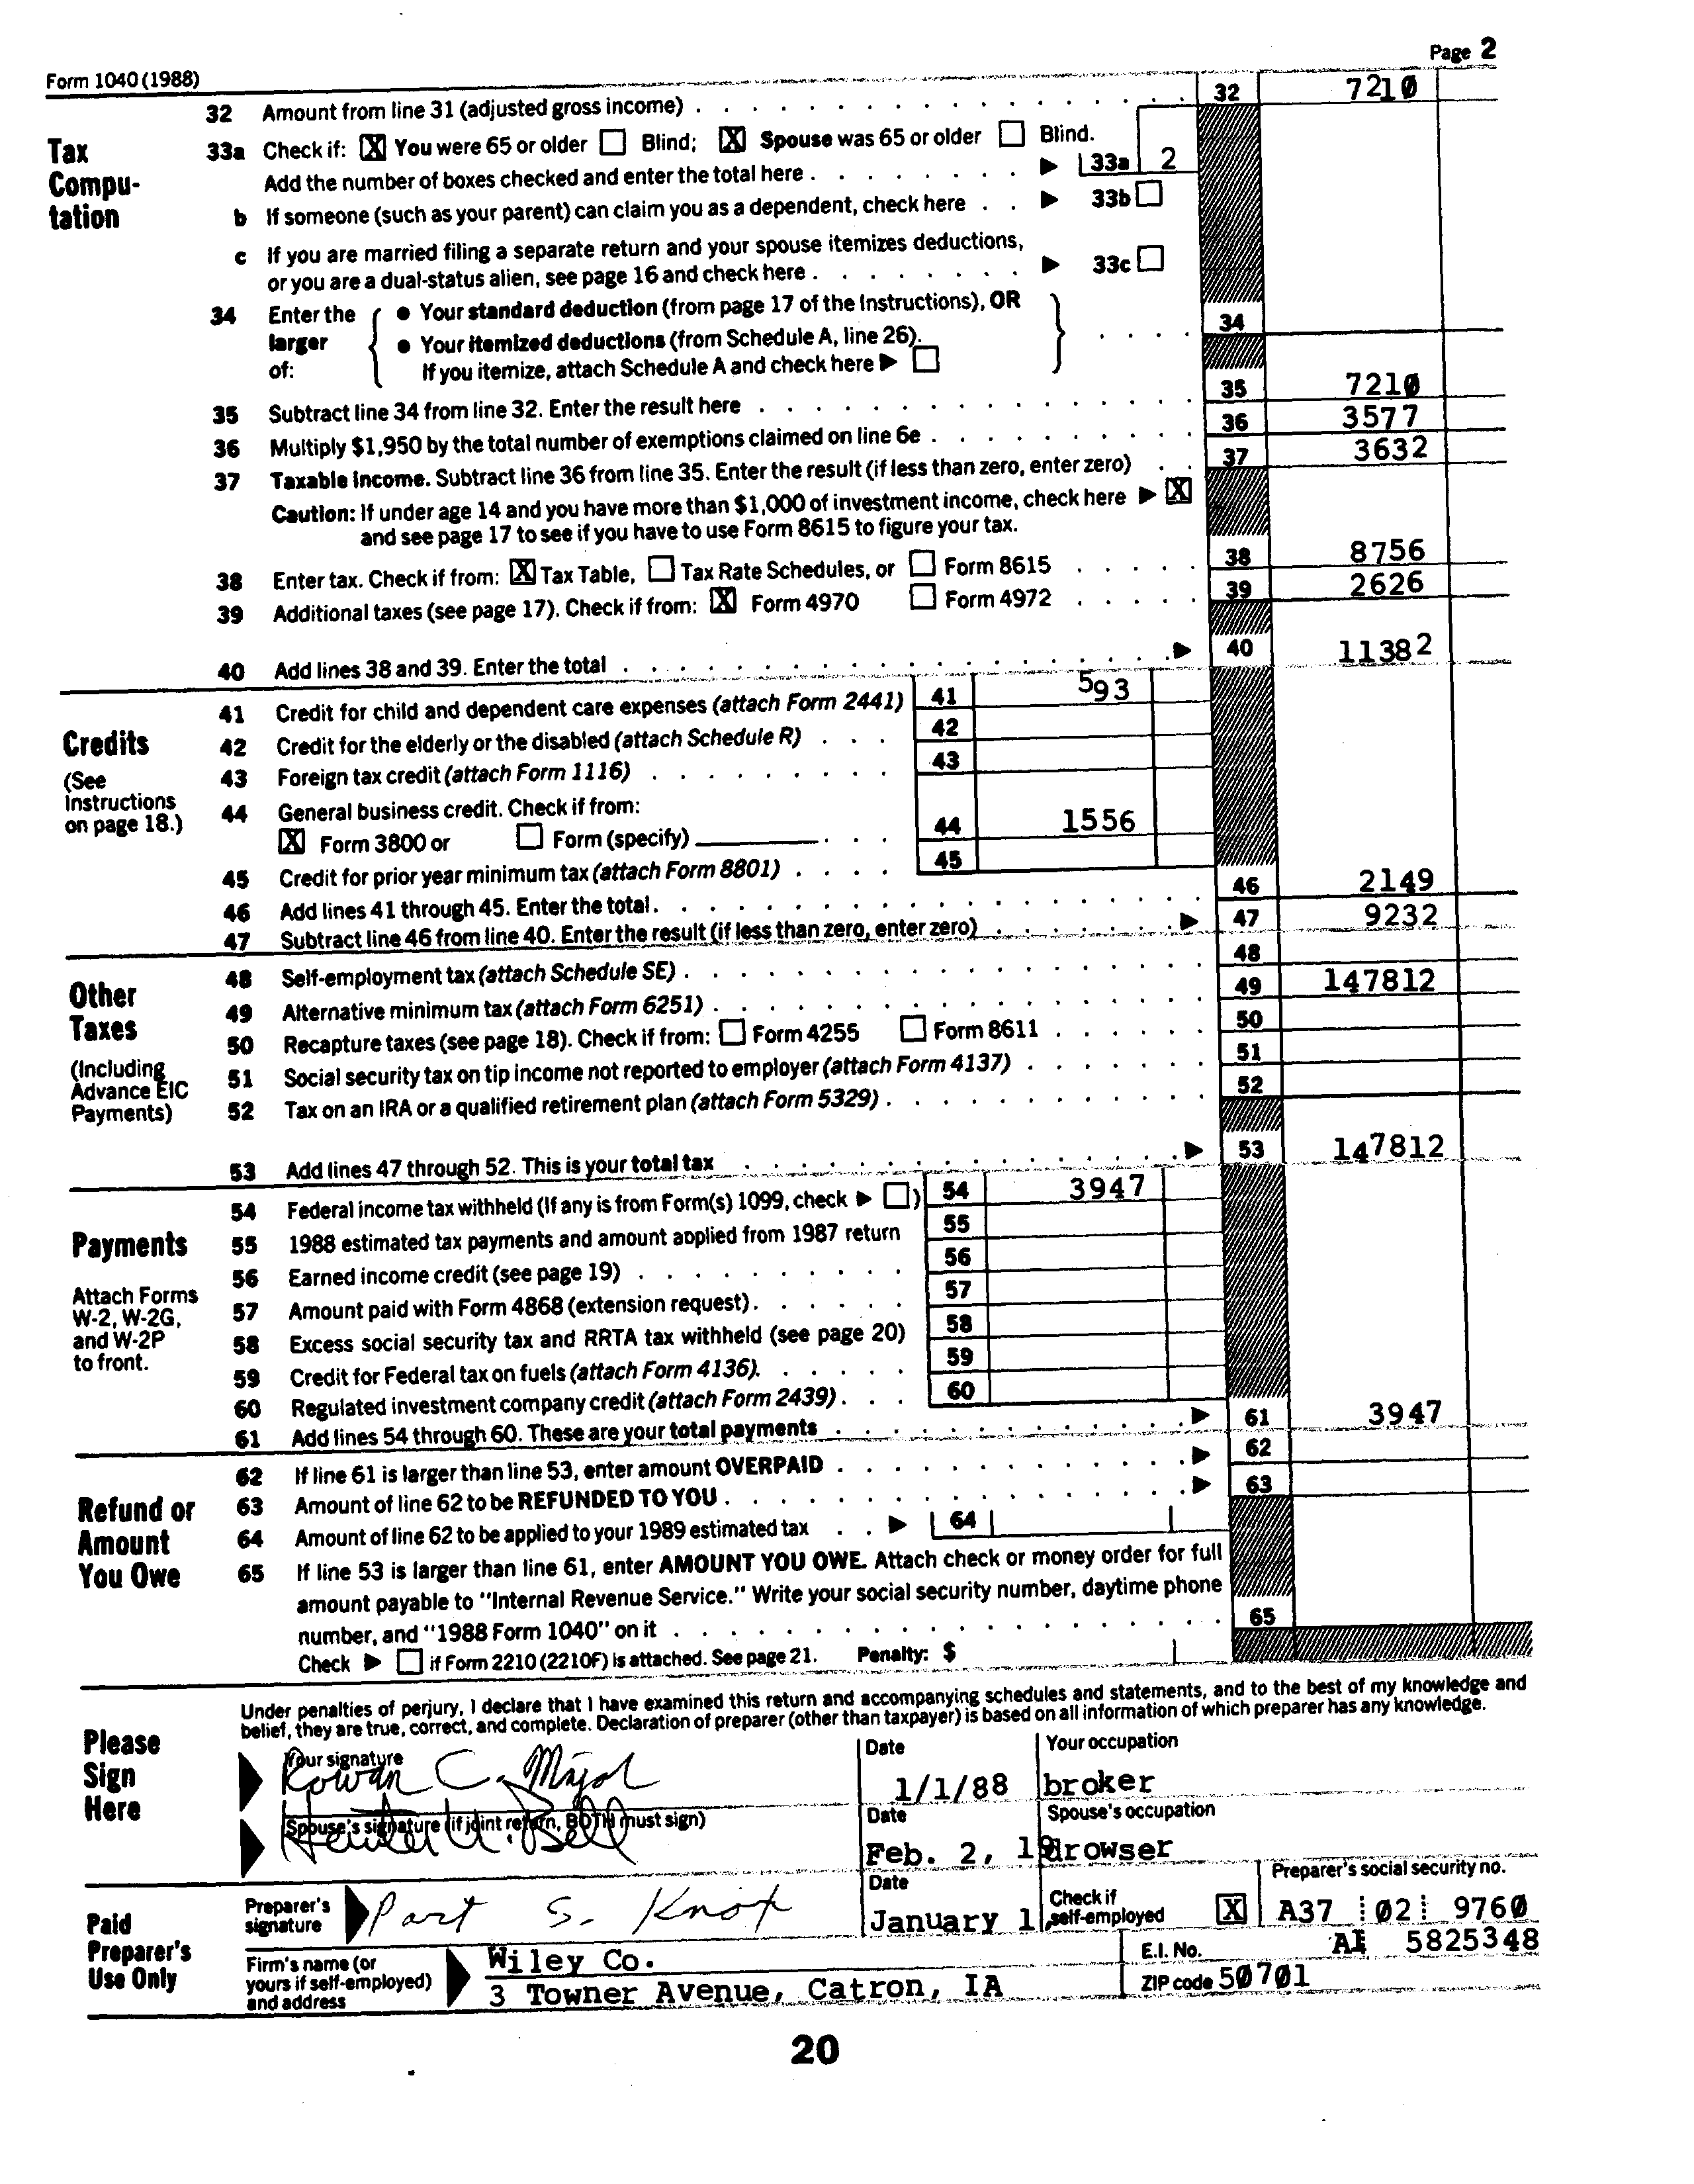 Page 2
Form 1040 (1988)
32 Amount from line 31 (adjusted gross income) . . . 32 7210
Tax Compu-tation
33a Check if: [X] You were 65 or older [ ] Blind; [X] Spouse was 65 or older [ ] Blind.
Add the number of boxes checked and enter the total here . . . ▶ 33a 2
b If someone (such as your parent) can claim you as a dependent, check here . . ▶ 33b [ ]
c If you are married filing a separate return and your spouse itemizes deductions,
or you are a dual-status alien, see page 16 and check here . . . ▶ 33c [ ]
34 Enter the larger of: { • Your standard deduction (from page 17 of the Instructions), OR
• Your itemized deductions (from Schedule A, line 26).
If you itemize, attach Schedule A and check here ▶ [ ] } . . . . 34
35 Subtract line 34 from line 32. Enter the result here . . . 35 7210
36 Multiply $1,950 by the total number of exemptions claimed on line 6e . . . 36 3577
37 Taxable income. Subtract line 36 from line 35. Enter the result (if less than zero, enter zero) . . 37 3632
Caution: If under age 14 and you have more than $1,000 of investment income, check here ▶ [X]
and see page 17 to see if you have to use Form 8615 to figure your tax.
38 Enter tax. Check if from: [X] Tax Table, [ ] Tax Rate Schedules, or [ ] Form 8615 . . . 38 8756
39 Additional taxes (see page 17). Check if from: [X] Form 4970 [ ] Form 4972 . . . 39 2626
40 Add lines 38 and 39. Enter the total . . . ▶ 40 11382
Credits
(See Instructions on page 18.)
41 Credit for child and dependent care expenses (attach Form 2441) 41 593
42 Credit for the elderly or the disabled (attach Schedule R) . . . 42
43 Foreign tax credit (attach Form 1116) . . . 43
44 General business credit. Check if from:
[X] Form 3800 or [ ] Form (specify) ______ . . . 44 1556
45 Credit for prior year minimum tax (attach Form 8801) . . . . 45
46 Add lines 41 through 45. Enter the total. . . . 46 2149
47 Subtract line 46 from line 40. Enter the result (if less than zero, enter zero) . . . ▶ 47 9232
Other Taxes
(Including Advance EIC Payments)
48 Self-employment tax (attach Schedule SE) . . . 48
49 Alternative minimum tax (attach Form 6251) . . . 49 147812
50 Recapture taxes (see page 18). Check if from: [ ] Form 4255 [ ] Form 8611 . . . 50
51 Social security tax on tip income not reported to employer (attach Form 4137) . . . 51
52 Tax on an IRA or a qualified retirement plan (attach Form 5329) . . . 52
53 Add lines 47 through 52. This is your total tax . . . ▶ 53 147812
Payments
Attach Forms W-2, W-2G, and W-2P to front.
54 Federal income tax withheld (If any is from Form(s) 1099, check ▶ [ ]) 54 3947
55 1988 estimated tax payments and amount applied from 1987 return 55
56 Earned income credit (see page 19) . . . 56
57 Amount paid with Form 4868 (extension request). . . . 57
58 Excess social security tax and RRTA tax withheld (see page 20) 58
59 Credit for Federal tax on fuels (attach Form 4136). . . . 59
60 Regulated investment company credit (attach Form 2439) . . . 60
61 Add lines 54 through 60. These are your total payments . . . ▶ 61 3947
Refund or Amount You Owe
62 If line 61 is larger than line 53, enter amount OVERPAID . . . ▶ 62
63 Amount of line 62 to be REFUNDED TO YOU . . . ▶ 63
64 Amount of line 62 to be applied to your 1989 estimated tax . . ▶ 64
65 If line 53 is larger than line 61, enter AMOUNT YOU OWE. Attach check or money order for full
amount payable to "Internal Revenue Service." Write your social security number, daytime phone
number, and "1988 Form 1040" on it . . . 65
Check ▶ [ ] if Form 2210 (2210F) is attached. See page 21. Penalty: $
Please Sign Here
Under penalties of perjury, I declare that I have examined this return and accompanying schedules and statements, and to the best of my knowledge and
belief, they are true, correct, and complete. Declaration of preparer (other than taxpayer) is based on all information of which preparer has any knowledge.
Your signature Rowan C. Major Date 1/1/88 Your occupation broker
Spouse's signature (if joint return, BOTH must sign) U. Bell Date Feb. 2, 19 Spouse's occupation browser
Paid Preparer's Use Only
Preparer's signature Part S. Knox Date January 1 Check if self-employed [X] Preparer's social security no. A37 02 9760
Firm's name (or yours if self-employed) and address
Wiley Co. E.I. No. 5825348
3 Towner Avenue, Catron, IA ZIP code 50701
20